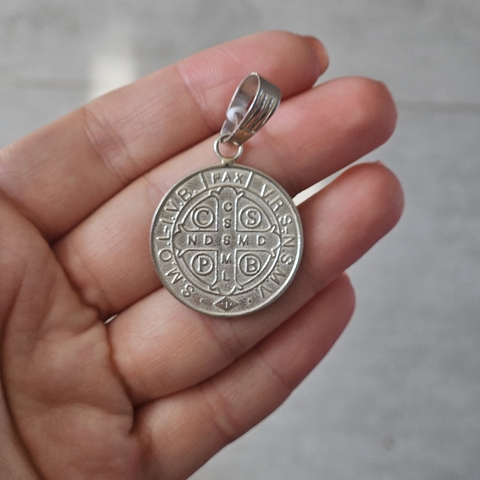 PAX
V.R.S.N.S.M.V.
S.M.Q.L.I.V.B.
C S
P B
C S S M L
N D S M D